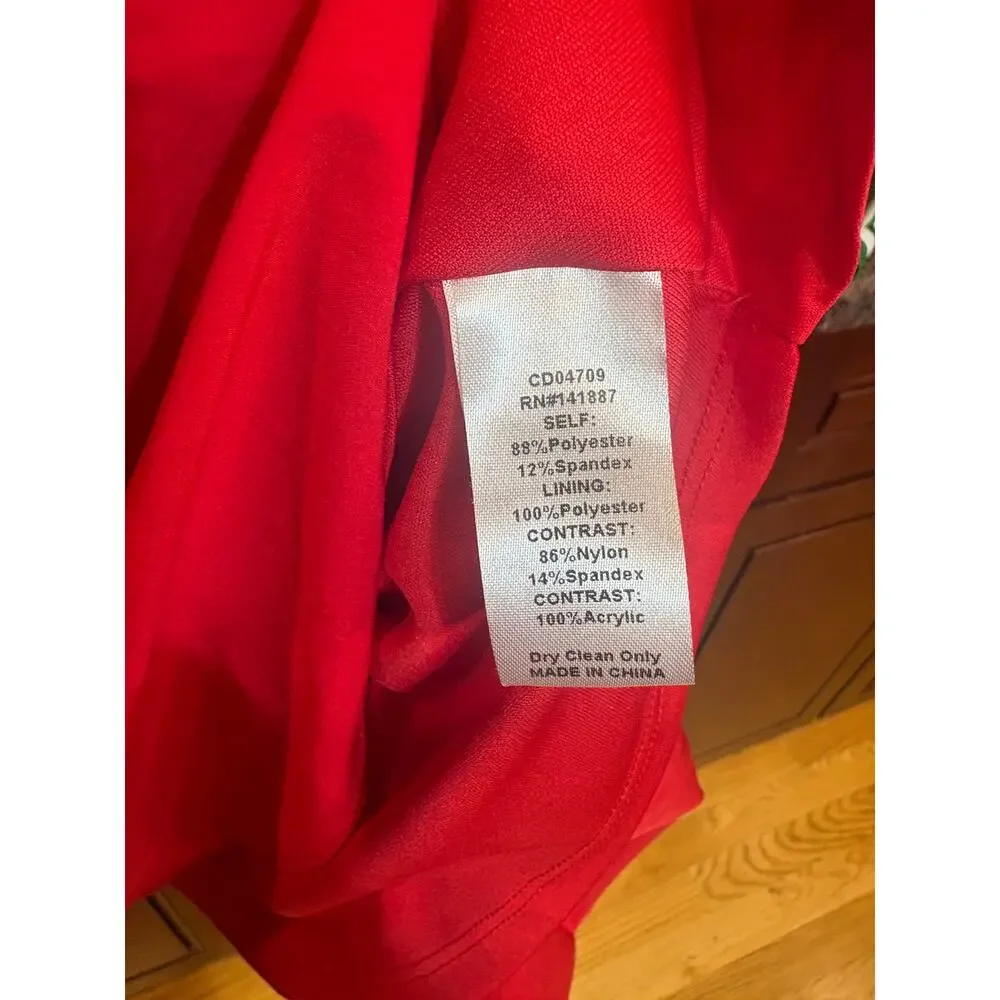 CD04709
RN#141887
SELF:
88%Polyester
12%Spandex
LINING:
100%Polyester
CONTRAST:
86%Nylon
14%Spandex
CONTRAST:
100%Acrylic
Dry Clean Only
MADE IN CHINA